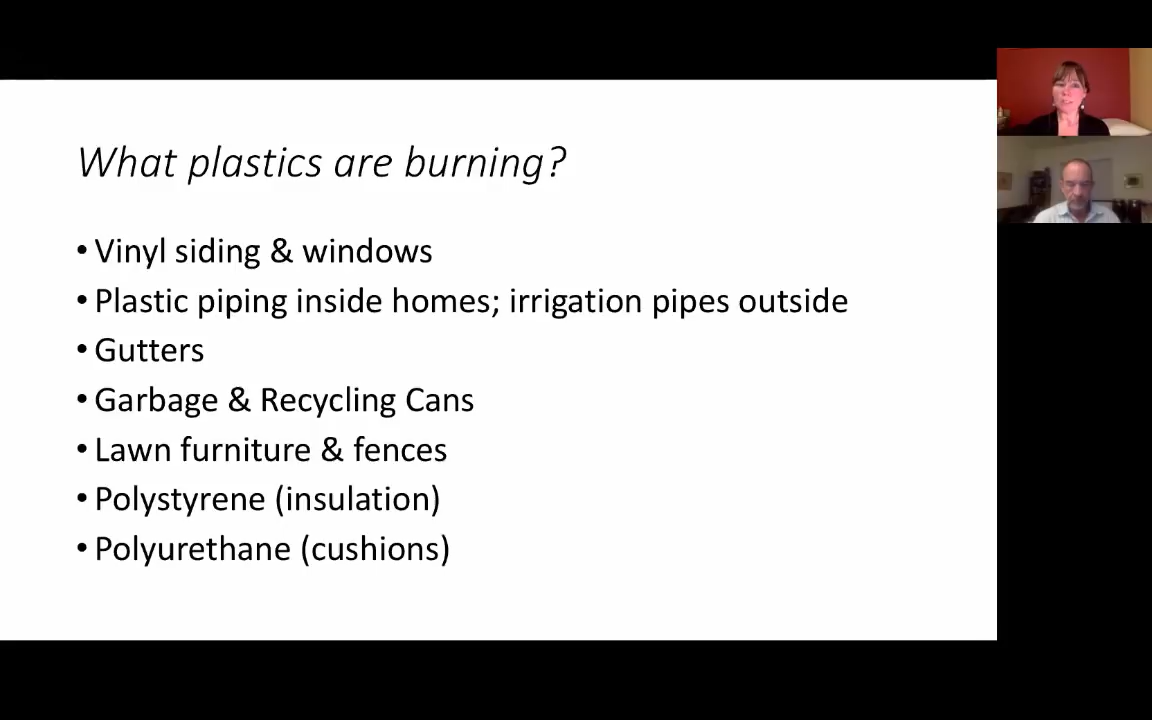 What plastics are burning?
• Vinyl siding & windows
• Plastic piping inside homes; irrigation pipes outside
• Gutters
• Garbage & Recycling Cans
• Lawn furniture & fences
• Polystyrene (insulation)
• Polyurethane (cushions)